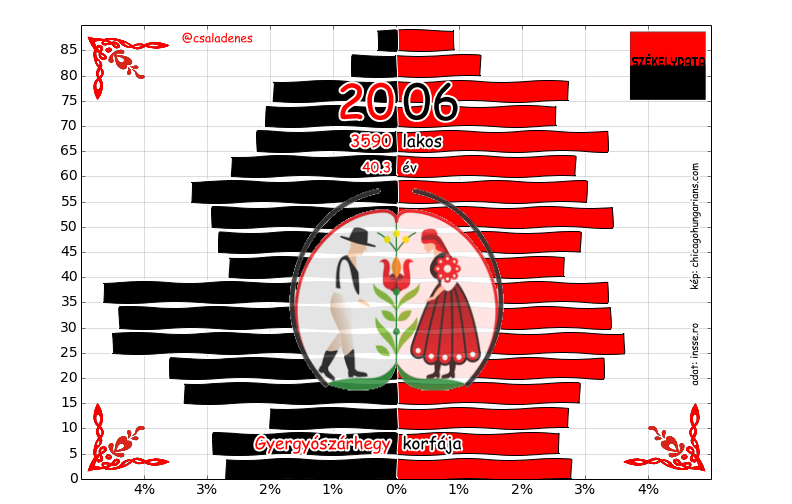 @csaladenes
SZÉKELYDATA
2006
3590 lakos
40.3 év
kép: chicagohungarians.com
adat: insse.ro
Gyergyószárhegy korfája
85
80
75
70
65
60
55
50
45
40
35
30
25
20
15
10
5
0
4% 3% 2% 1% 0% 1% 2% 3% 4%